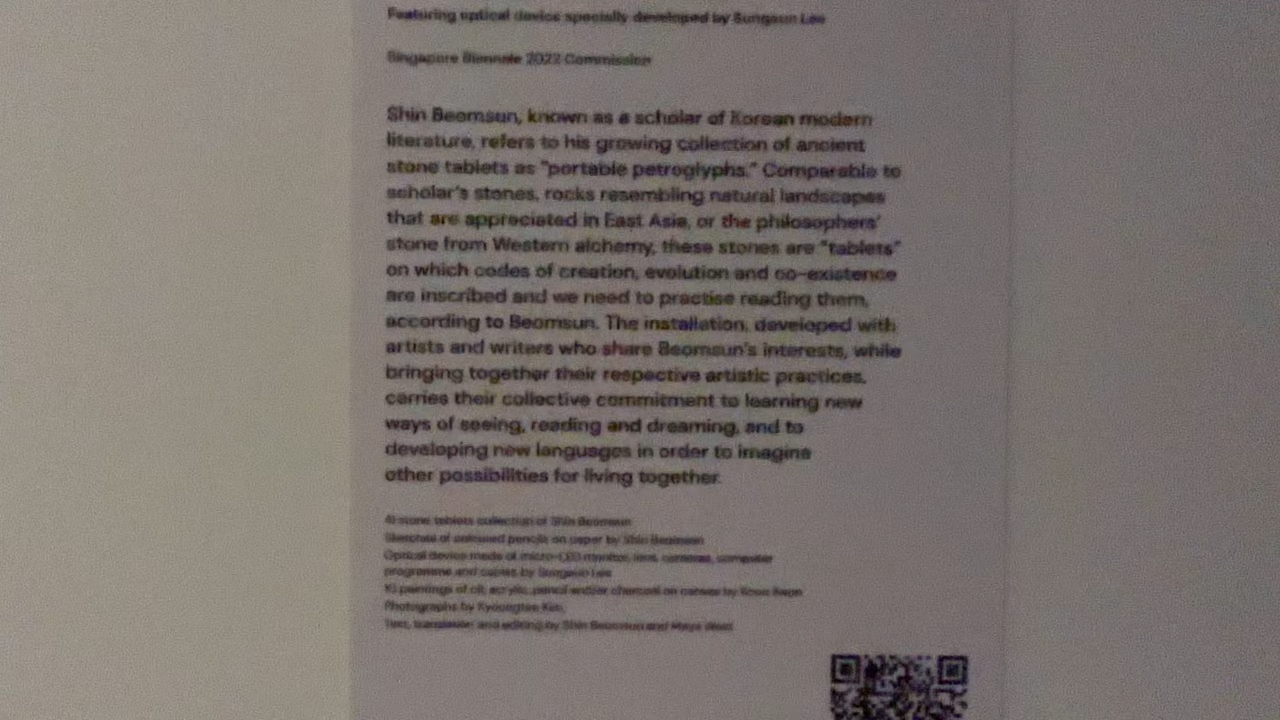 Featuring optical device specially developed by Sungeun Lee
Singapore Biennale 2022 Commission
Shin Beomsun, known as a scholar of Korean modern
literature, refers to his growing collection of ancient
stone tablets as "portable petroglyphs." Comparable to
scholar's stones, rocks resembling natural landscapes
that are appreciated in East Asia, or the philosophers'
stone from Western alchemy, these stones are "tablets"
on which codes of creation, evolution and co-existence
are inscribed and we need to practise reading them,
according to Beomsun. The installation, developed with
artists and writers who share Beomsun's interests, while
bringing together their respective artistic practices,
carries their collective commitment to learning new
ways of seeing, reading and dreaming, and to
developing new languages in order to imagine
other possibilities for living together.
stone tablets collection of Shin Beomsun
Sketches of coloured pencils on paper by Shin Beomsun
Optical device made of micro-LED monitor, lens, cameras, computer
programme and cables by Sungeun Lee
10 paintings of oil, acrylic, pencil and/or charcoal on canvas by
Photographs by Kyoungtae Kim,
Text, translation and editing by Shin Beomsun and Maya West